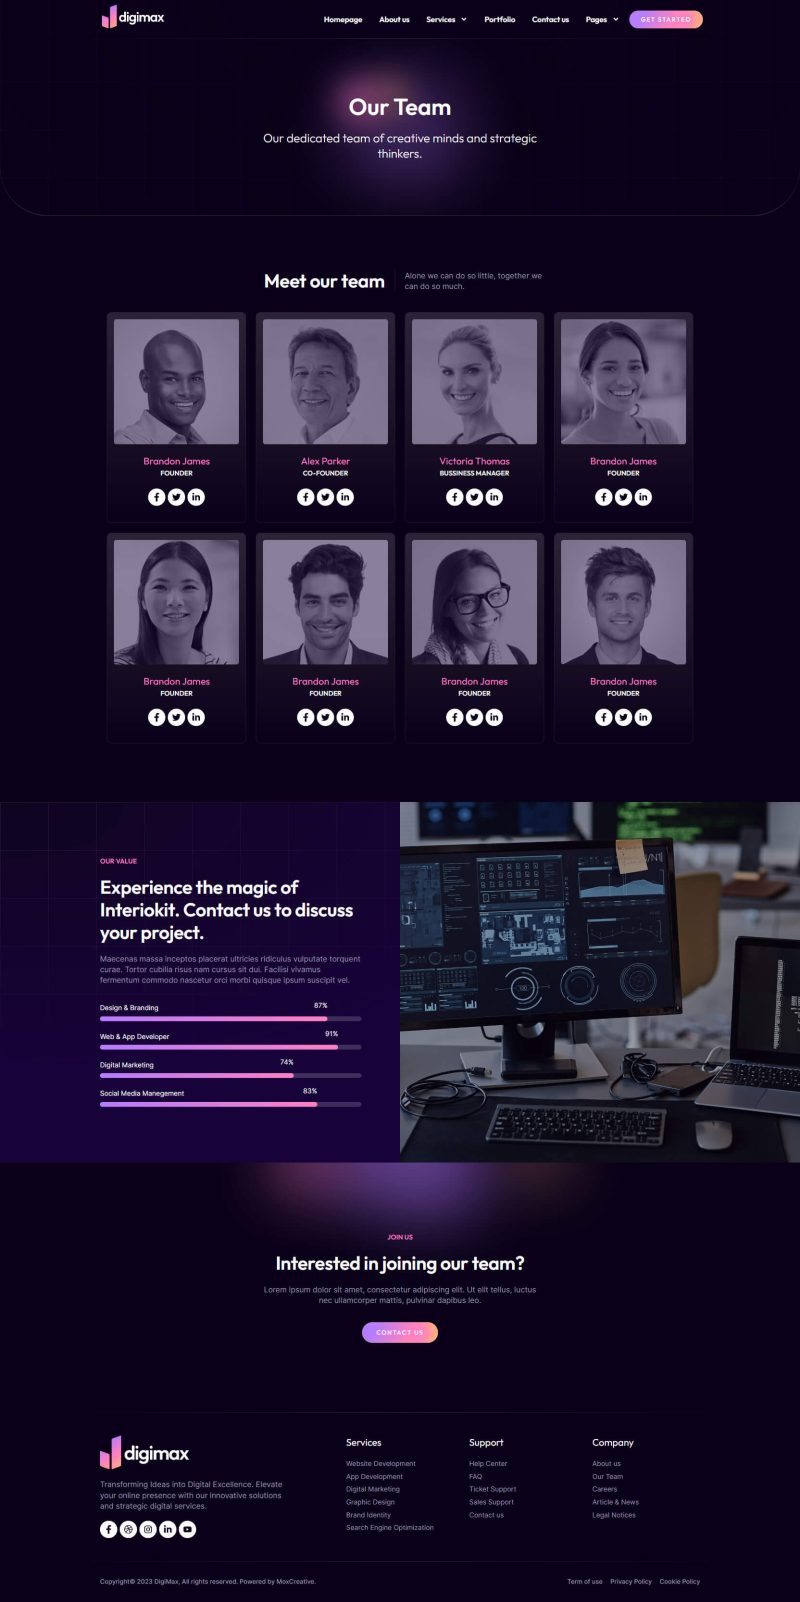 digimax
Homepage
About us
Services
Portfolio
Contact us
Pages
GET STARTED
Our Team
Our dedicated team of creative minds and strategic
thinkers.
Meet our team
Alone we can do so little, together we
can do so much.
Brandon James
FOUNDER
Alex Parker
CO-FOUNDER
Victoria Thomas
BUSSINESS MANAGER
Brandon James
FOUNDER
Brandon James
FOUNDER
Brandon James
FOUNDER
Brandon James
FOUNDER
Brandon James
FOUNDER
OUR VALUE
Experience the magic of
Interiokit. Contact us to discuss
your project.
Maecenas massa inceptos placerat ultricies ridiculus vulputate torquent
curae. Tortor cubilia risus nam cursus sit dui. Facilisi vivamus
fermentum commodo nascetur orci morbi quisque ipsum suscipit vel.
Design & Branding 87%
Web & App Developer 91%
Digital Marketing 74%
Social Media Manegement 83%
JOIN US
Interested in joining our team?
Lorem ipsum dolor sit amet, consectetur adipiscing elit. Ut elit tellus, luctus
nec ullamcorper mattis, pulvinar dapibus leo.
CONTACT US
digimax
Transforming Ideas into Digital Excellence. Elevate
your online presence with our innovative solutions
and strategic digital services.
Services
Website Development
App Development
Digital Marketing
Graphic Design
Brand Identity
Search Engine Optimization
Support
Help Center
FAQ
Ticket Support
Sales Support
Contact us
Company
About us
Our Team
Careers
Article & News
Legal Notices
Copyright© 2023 DigiMax, All rights reserved. Powered by MoxCreative.
Term of use
Privacy Policy
Cookie Policy